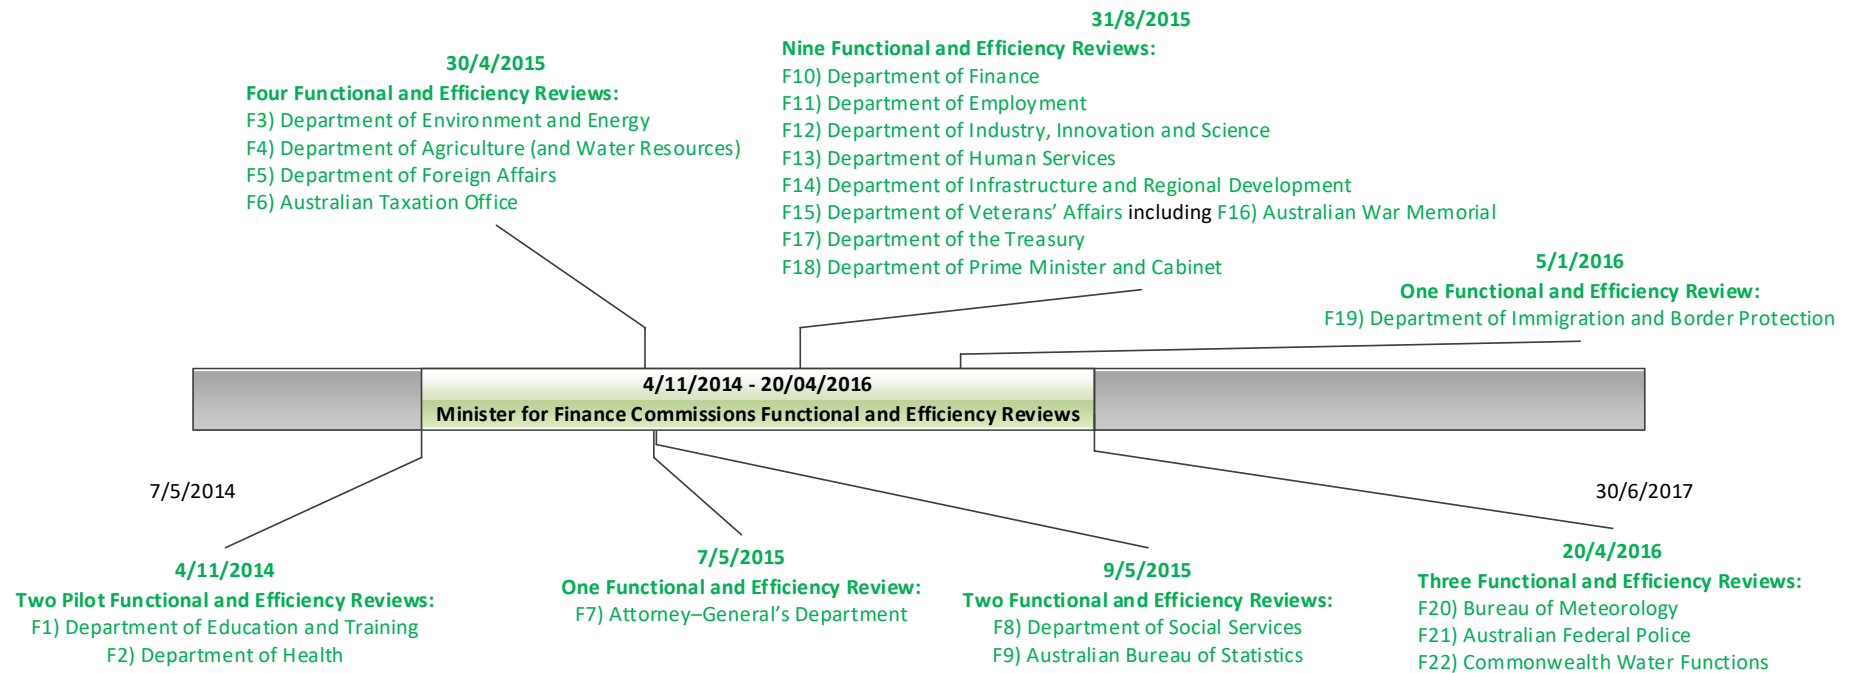 31/8/2015
Nine Functional and Efficiency Reviews:
F10) Department of Finance
F11) Department of Employment
F12) Department of Industry, Innovation and Science
F13) Department of Human Services
F14) Department of Infrastructure and Regional Development
F15) Department of Veterans’ Affairs including F16) Australian War Memorial
F17) Department of the Treasury
F18) Department of Prime Minister and Cabinet
30/4/2015
Four Functional and Efficiency Reviews:
F3) Department of Environment and Energy
F4) Department of Agriculture (and Water Resources)
F5) Department of Foreign Affairs
F6) Australian Taxation Office
5/1/2016
One Functional and Efficiency Review:
F19) Department of Immigration and Border Protection
4/11/2014 - 20/04/2016
Minister for Finance Commissions Functional and Efficiency Reviews
7/5/2014
30/6/2017
4/11/2014
Two Pilot Functional and Efficiency Reviews:
F1) Department of Education and Training
F2) Department of Health
7/5/2015
One Functional and Efficiency Review:
F7) Attorney–General’s Department
9/5/2015
Two Functional and Efficiency Reviews:
F8) Department of Social Services
F9) Australian Bureau of Statistics
20/4/2016
Three Functional and Efficiency Reviews:
F20) Bureau of Meteorology
F21) Australian Federal Police
F22) Commonwealth Water Functions